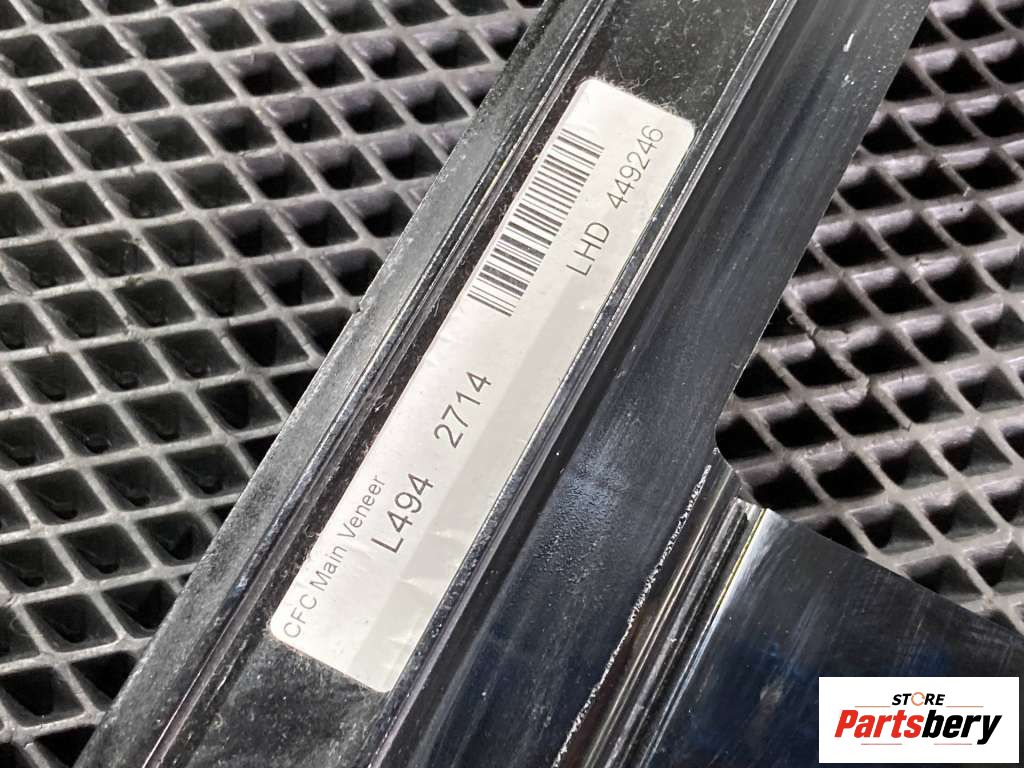 CFC Main Veneer
L494 2714
LHD 449246
STORE
Partsbery